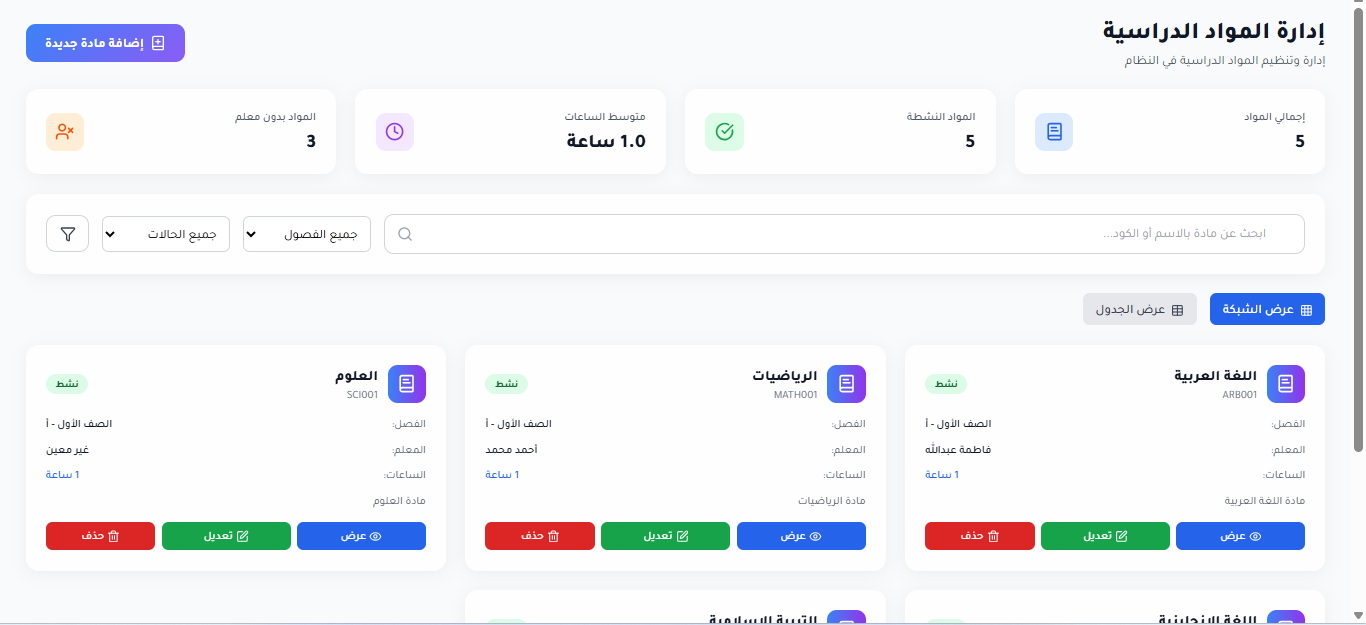 إدارة المواد الدراسية
إدارة وتنظيم المواد الدراسية في النظام
إضافة مادة جديدة
إجمالي المواد
5
المواد النشطة
5
متوسط الساعات
1.0 ساعة
المواد بدون معلم
3
ابحث عن مادة بالاسم أو الكود...
جميع الفصول
جميع الحالات
عرض الشبكة
عرض الجدول
اللغة العربية
ARB001
نشط
الفصل:
الصف الأول - أ
المعلم:
فاطمة عبدالله
الساعات:
1 ساعة
مادة اللغة العربية
عرض
تعديل
حذف
الرياضيات
MATH001
نشط
الفصل:
الصف الأول - أ
المعلم:
أحمد محمد
الساعات:
1 ساعة
مادة الرياضيات
عرض
تعديل
حذف
العلوم
SCI001
نشط
الفصل:
الصف الأول - أ
المعلم:
غير معين
الساعات:
1 ساعة
مادة العلوم
عرض
تعديل
حذف
اللغة الإنجليزية
التربية الإسلامية